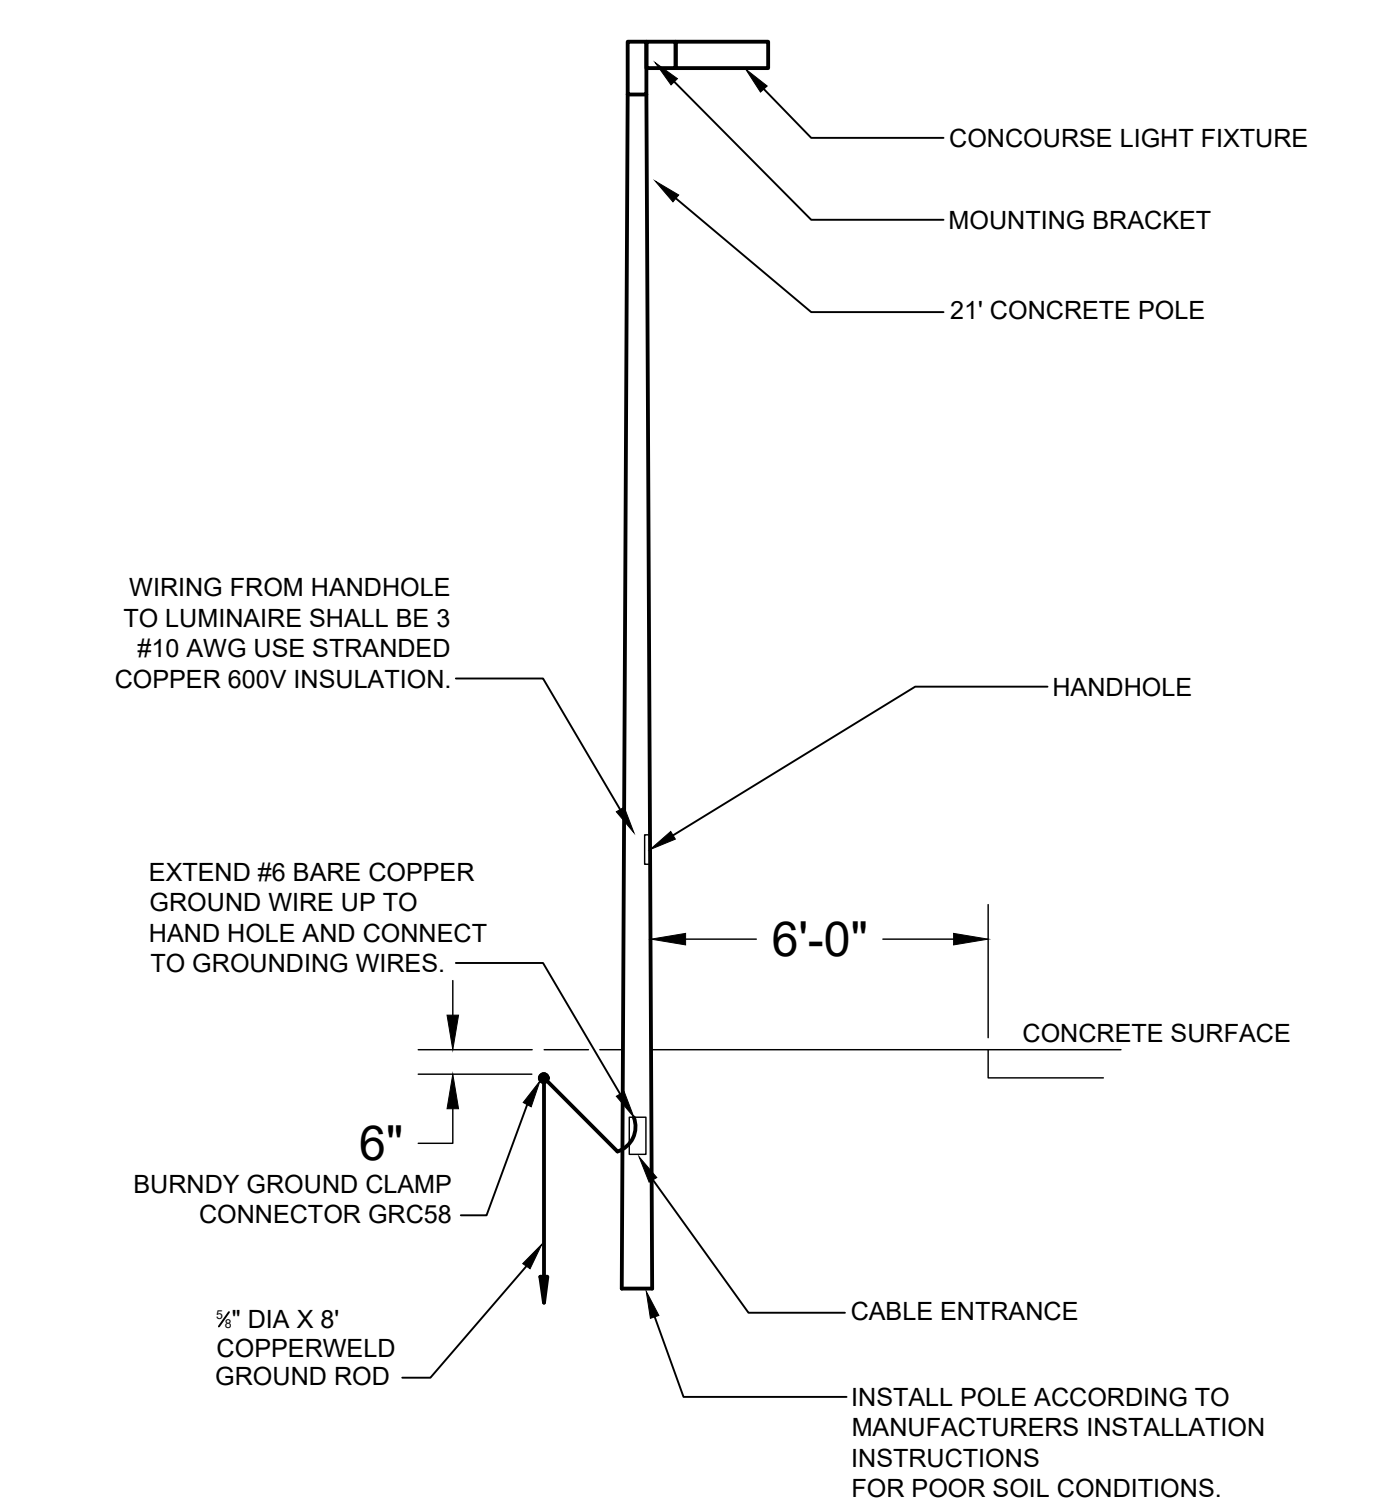 CONCOURSE LIGHT FIXTURE
MOUNTING BRACKET
21' CONCRETE POLE
WIRING FROM HANDHOLE
TO LUMINAIRE SHALL BE 3
#10 AWG USE STRANDED
COPPER 600V INSULATION.
HANDHOLE
EXTEND #6 BARE COPPER
GROUND WIRE UP TO
HAND HOLE AND CONNECT
TO GROUNDING WIRES.
6'-0"
CONCRETE SURFACE
6"
BURNDY GROUND CLAMP
CONNECTOR GRC58
⅝" DIA X 8'
COPPERWELD
GROUND ROD
CABLE ENTRANCE
INSTALL POLE ACCORDING TO
MANUFACTURERS INSTALLATION
INSTRUCTIONS
FOR POOR SOIL CONDITIONS.